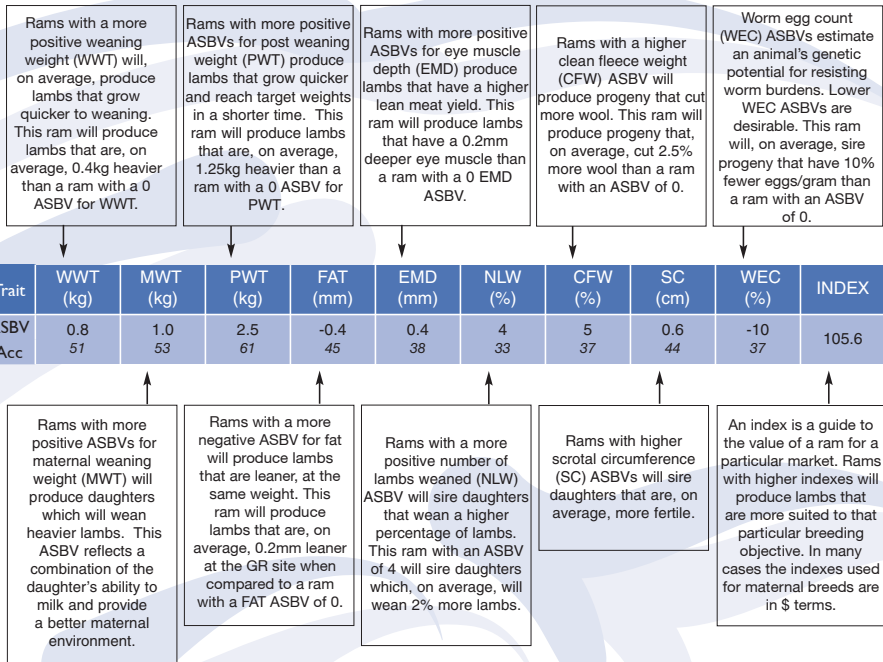 Rams with a more
positive weaning
weight (WWT) will,
on average, produce
lambs that grow
quicker to weaning.
This ram will produce
lambs that are, on
average, 0.4kg heavier
than a ram with a 0
ASBV for WWT.
Rams with more positive
ASBVs for post weaning
weight (PWT) produce
lambs that grow quicker
and reach target weights
in a shorter time. This
ram will produce lambs
that are, on average,
1.25kg heavier than a
ram with a 0 ASBV for
PWT.
Rams with more positive
ASBVs for eye muscle
depth (EMD) produce
lambs that have a higher
lean meat yield. This
ram will produce lambs
that have a 0.2mm
deeper eye muscle than
a ram with a 0 EMD
ASBV.
Rams with a higher
clean fleece weight
(CFW) ASBV will
produce progeny that cut
more wool. This ram will
produce progeny that,
on average, cut 2.5%
more wool than a ram
with an ASBV of 0.
Worm egg count
(WEC) ASBVs estimate
an animal's genetic
potential for resisting
worm burdens. Lower
WEC ASBVs are
desirable. This ram
will, on average, sire
progeny that have 10%
fewer eggs/gram than
a ram with an ASBV
of 0.
Trait WWT (kg) MWT (kg) PWT (kg) FAT (mm) EMD (mm) NLW (%) CFW (%) SC (cm) WEC (%) INDEX
ASBV 0.8 1.0 2.5 -0.4 0.4 4 5 0.6 -10 105.6
Acc 51 53 61 45 38 33 37 44 37
Rams with more
positive ASBVs for
maternal weaning
weight (MWT) will
produce daughters
which will wean
heavier lambs. This
ASBV reflects a
combination of the
daughter's ability to
milk and provide
a better maternal
environment.
Rams with a more
negative ASBV for fat
will produce lambs
that are leaner, at the
same weight. This
ram will produce
lambs that are, on
average, 0.2mm leaner
at the GR site when
compared to a ram
with a FAT ASBV of 0.
Rams with a more
positive number of
lambs weaned (NLW)
ASBV will sire daughters
that wean a higher
percentage of lambs.
This ram with an ASBV
of 4 will sire daughters
which, on average, will
wean 2% more lambs.
Rams with higher
scrotal circumference
(SC) ASBVs will sire
daughters that are, on
average, more fertile.
An index is a guide to
the value of a ram for a
particular market. Rams
with higher indexes will
produce lambs that
are more suited to that
particular breeding
objective. In many
cases the indexes used
for maternal breeds are
in $ terms.